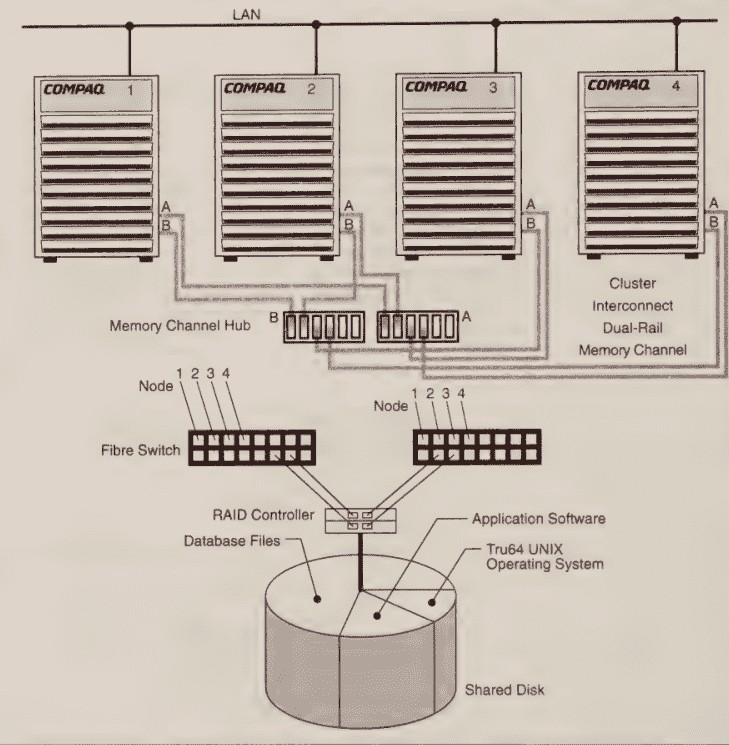 LAN
COMPAQ 1
COMPAQ 2
COMPAQ 3
COMPAQ 4
A
B
A
B
A
B
A
B
Cluster
Interconnect
Dual-Rail
Memory Channel
Memory Channel Hub
B
A
Node 1 2 3 4
Node 1 2 3 4
Fibre Switch
RAID Controller
Database Files
Application Software
Tru64 UNIX
Operating System
Shared Disk